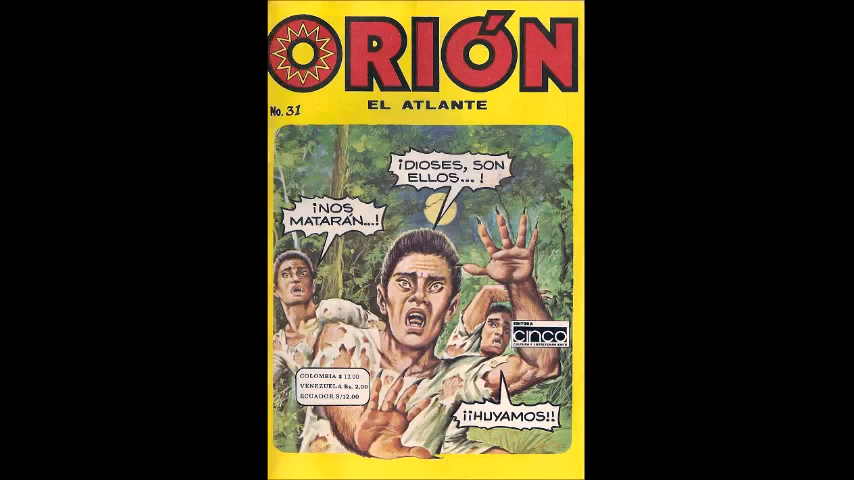 ORIÓN
EL ATLANTE
No. 31
¡DIOSES, SON
ELLOS...!
¡NOS
MATARÁN...!
EDITORA
CINCO
COLOMBIA $ 12.00
VENEZUELA Bs. 2.00
ECUADOR S/12.00
¡¡HUYAMOS!!